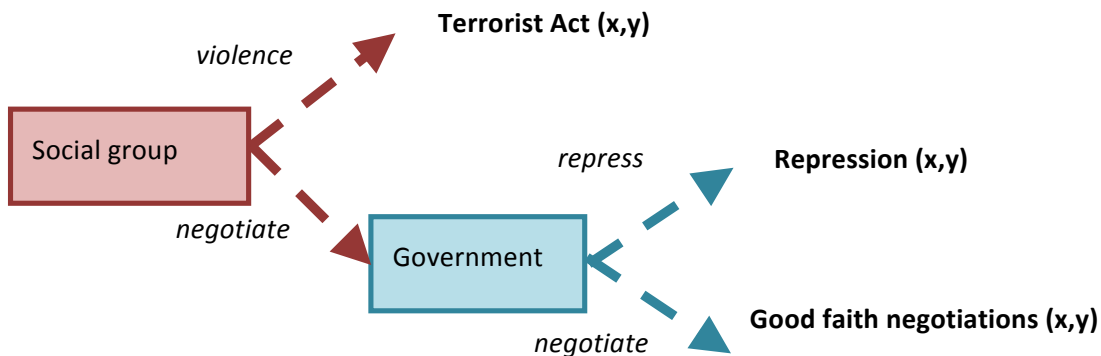 Terrorist Act (x,y)
violence
Social group
repress
Repression (x,y)
negotiate
Government
Good faith negotiations (x,y)
negotiate